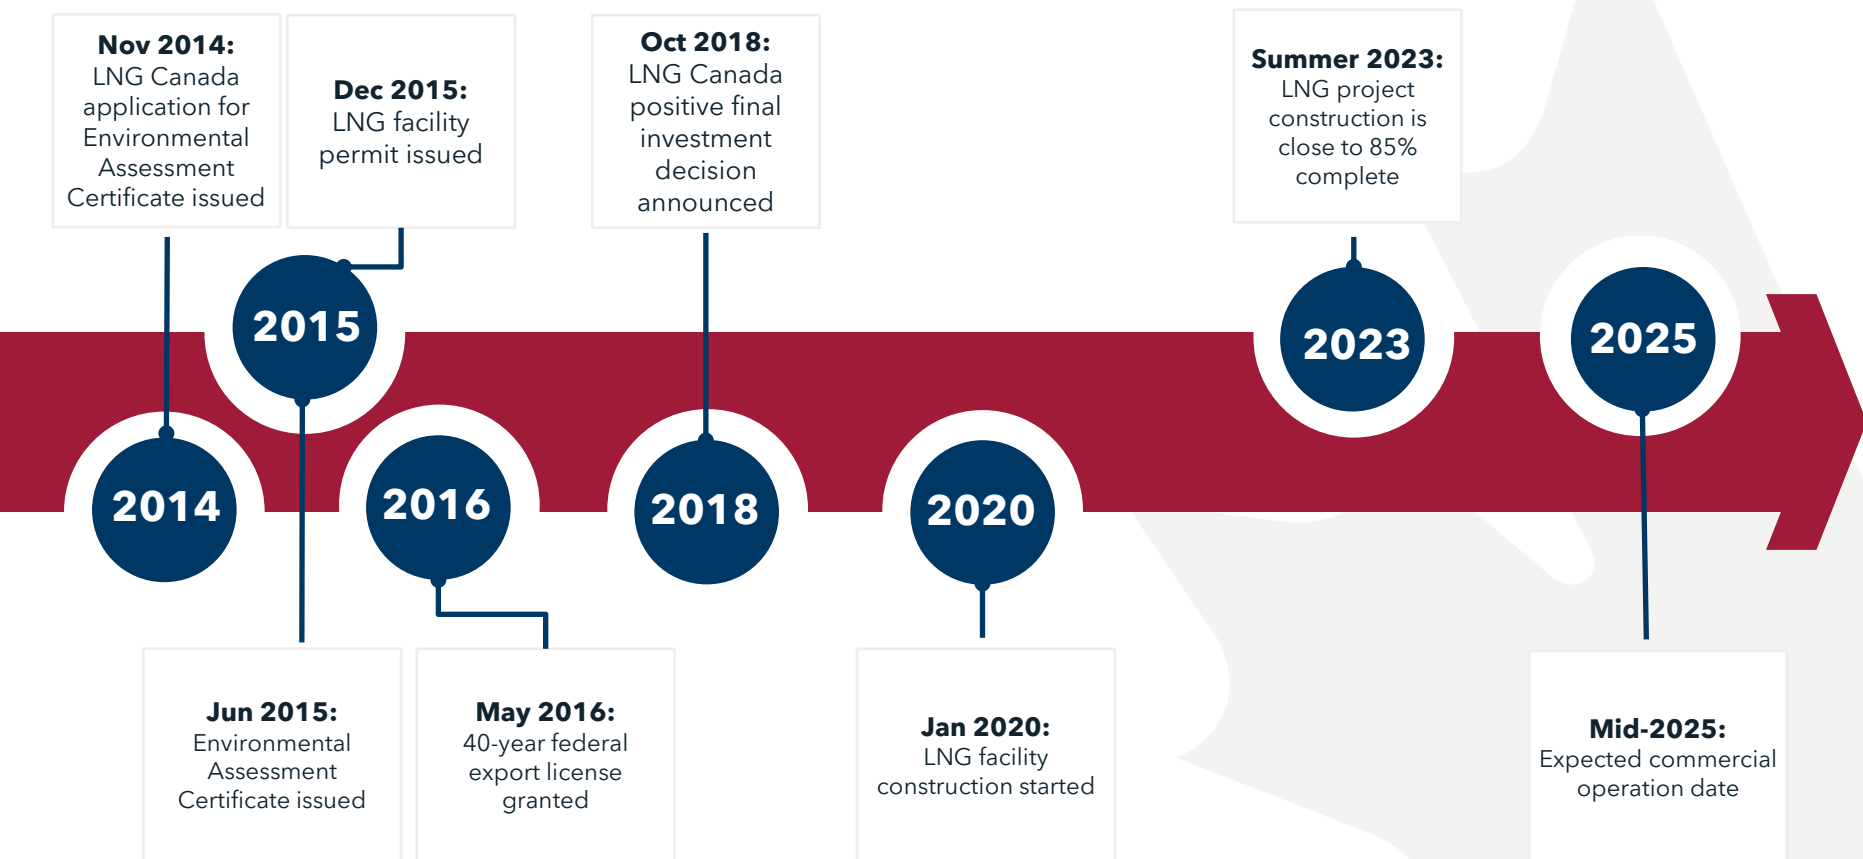 Nov 2014:
LNG Canada
application for
Environmental
Assessment
Certificate issued
Dec 2015:
LNG facility
permit issued
Oct 2018:
LNG Canada
positive final
investment
decision
announced
Summer 2023:
LNG project
construction is
close to 85%
complete
2015
2023
2025
2014
2016
2018
2020
Jun 2015:
Environmental
Assessment
Certificate issued
May 2016:
40-year federal
export license
granted
Jan 2020:
LNG facility
construction started
Mid-2025:
Expected commercial
operation date